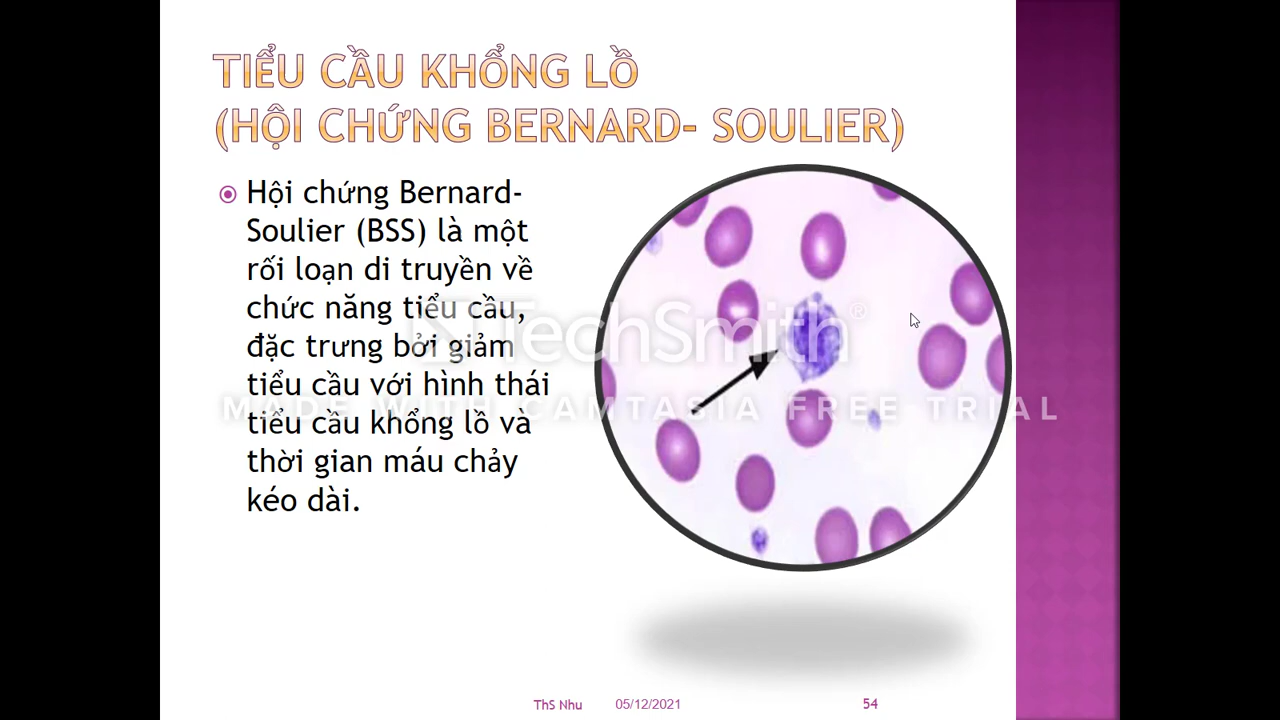 TIỂU CẦU KHỔNG LỒ
(HỘI CHỨNG BERNARD- SOULIER)
Hội chứng Bernard-
Soulier (BSS) là một
rối loạn di truyền về
chức năng tiểu cầu,
đặc trưng bởi giảm
tiểu cầu với hình thái
tiểu cầu khổng lồ và
thời gian máu chảy
kéo dài.
TechSmith®
MADE WITH CAMTASIA FREE TRIAL
ThS Nhu 05/12/2021 54